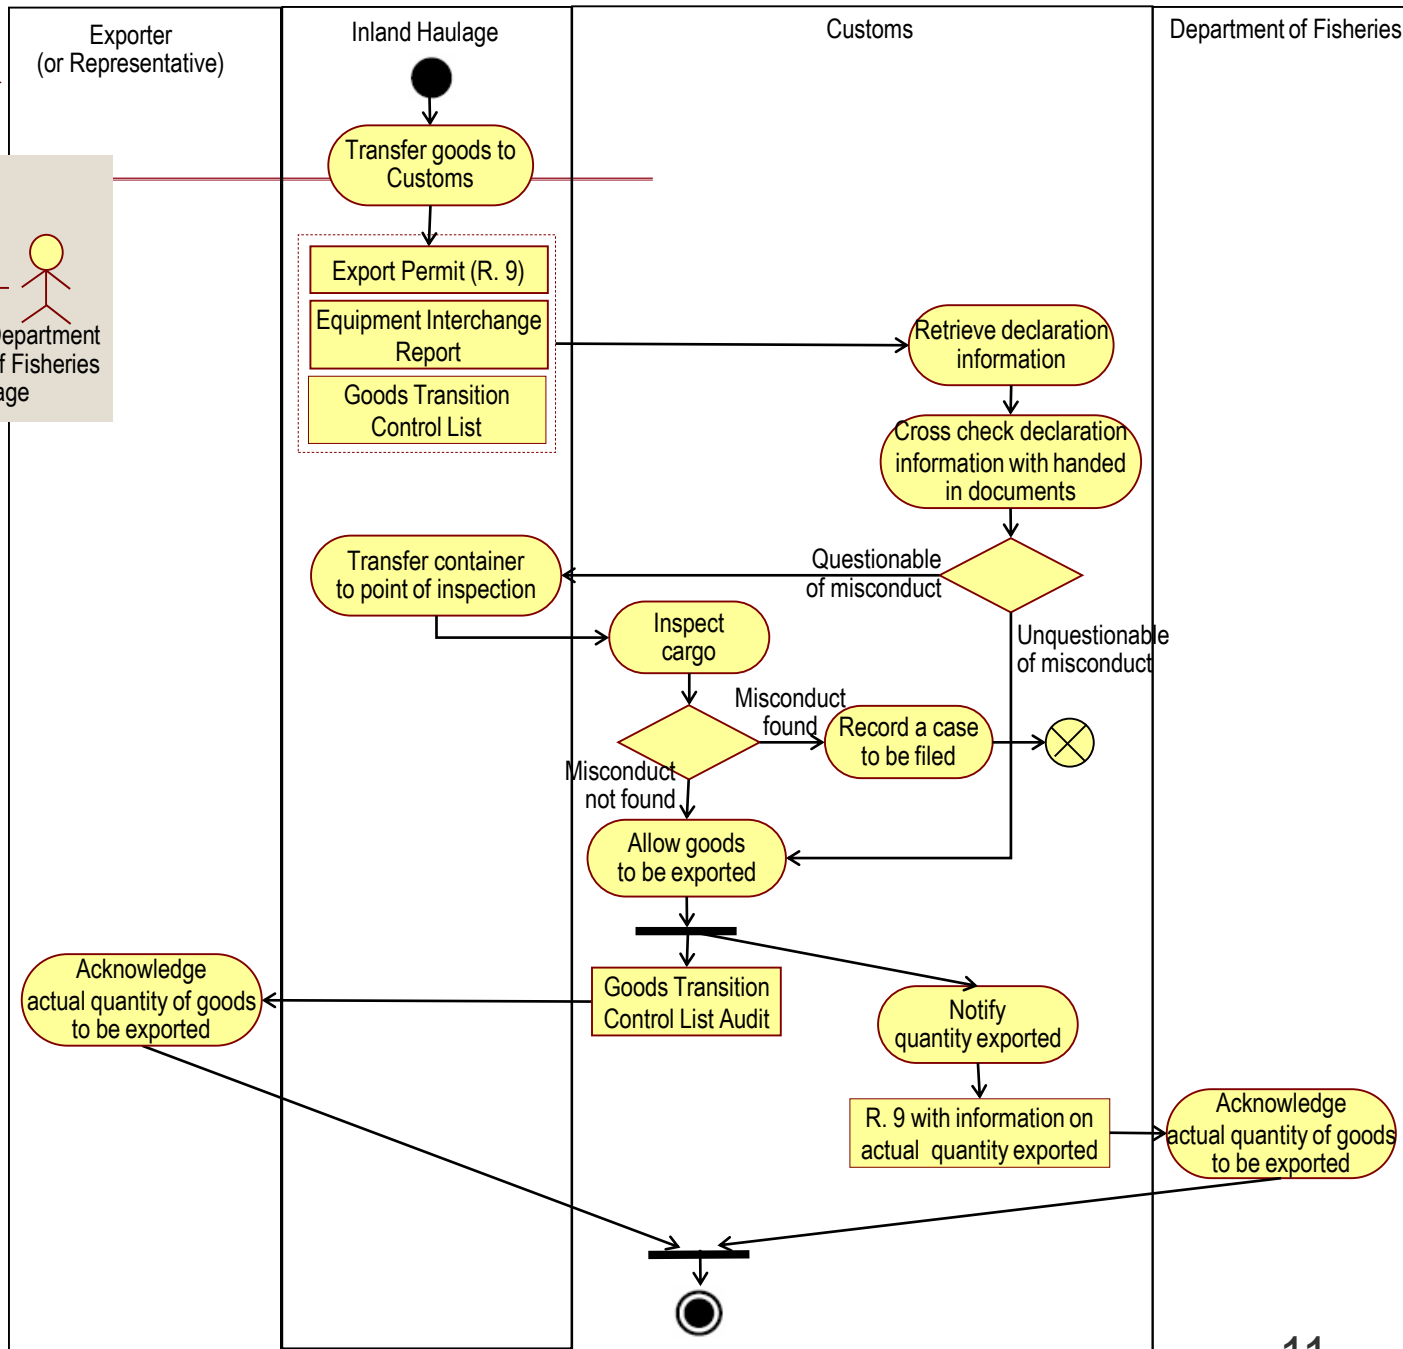 Exporter
(or Representative)
Inland Haulage
Customs
Department of Fisheries
Transfer goods to
Customs
Export Permit (R. 9)
Equipment Interchange
Report
Goods Transition
Control List
epartment
f Fisheries
age
Retrieve declaration
information
Cross check declaration
information with handed
in documents
Transfer container
to point of inspection
Questionable
of misconduct
Unquestionable
of misconduct
Inspect
cargo
Misconduct
found
Record a case
to be filed
Misconduct
not found
Allow goods
to be exported
Acknowledge
actual quantity of goods
to be exported
Goods Transition
Control List Audit
Notify
quantity exported
R. 9 with information on
actual quantity exported
Acknowledge
actual quantity of goods
to be exported
11